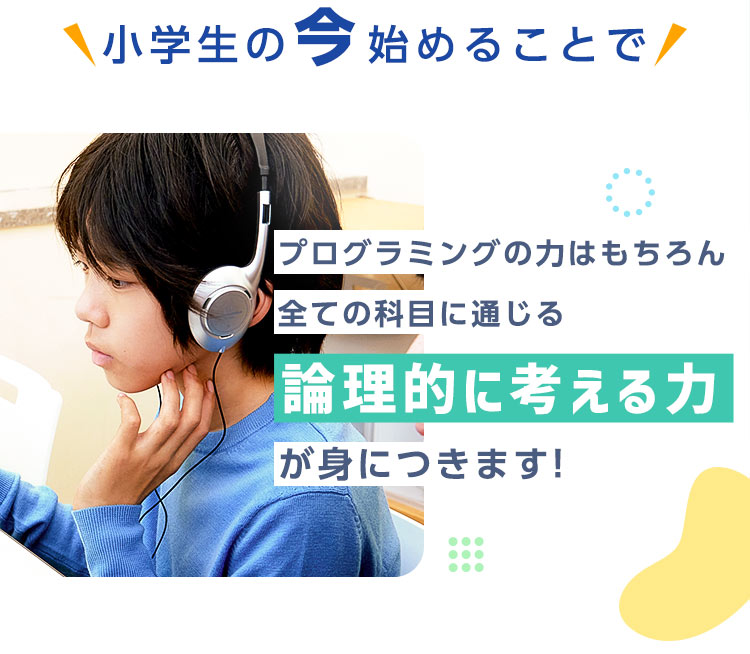 小学生の今始めることで
プログラミングの力はもちろん
全ての科目に通じる
論理的に考える力
が身につきます!